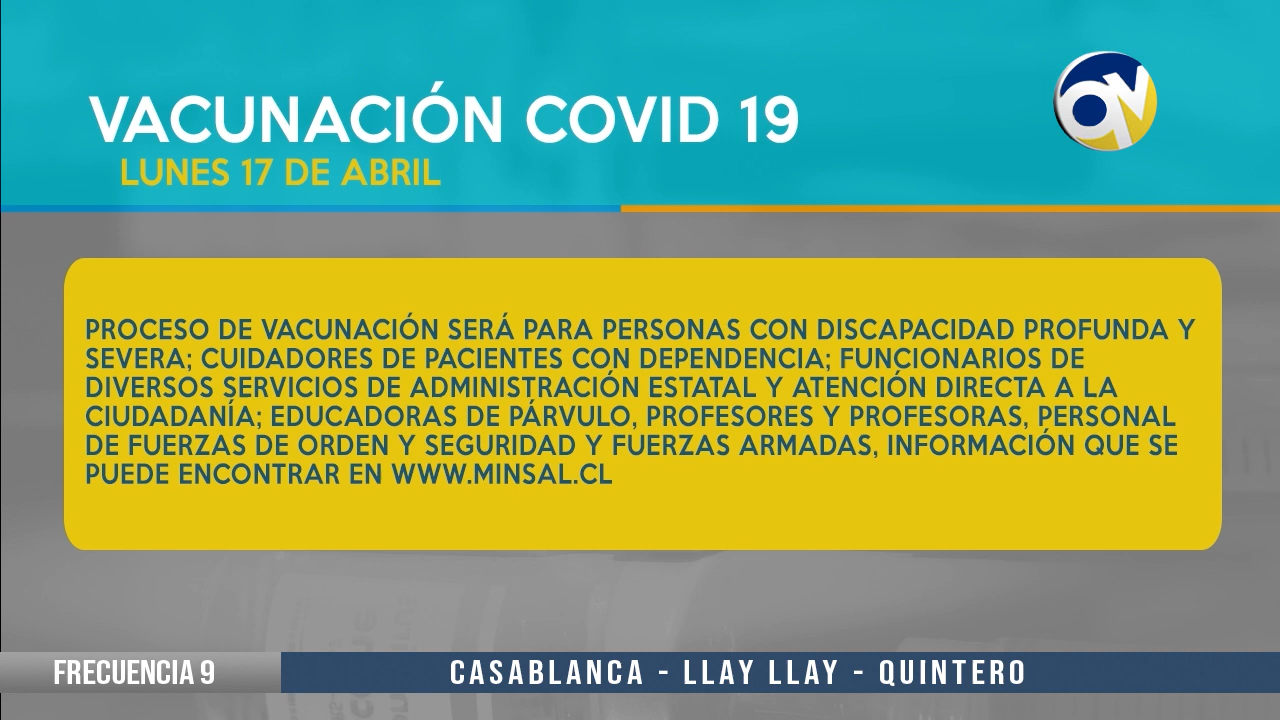 VACUNACIÓN COVID 19
LUNES 17 DE ABRIL
PROCESO DE VACUNACIÓN SERÁ PARA PERSONAS CON DISCAPACIDAD PROFUNDA Y
SEVERA; CUIDADORES DE PACIENTES CON DEPENDENCIA; FUNCIONARIOS DE
DIVERSOS SERVICIOS DE ADMINISTRACIÓN ESTATAL Y ATENCIÓN DIRECTA A LA
CIUDADANÍA; EDUCADORAS DE PÁRVULO, PROFESORES Y PROFESORAS, PERSONAL
DE FUERZAS DE ORDEN Y SEGURIDAD Y FUERZAS ARMADAS, INFORMACIÓN QUE SE
PUEDE ENCONTRAR EN WWW.MINSAL.CL
FRECUENCIA 9
CASABLANCA - LLAY LLAY - QUINTERO